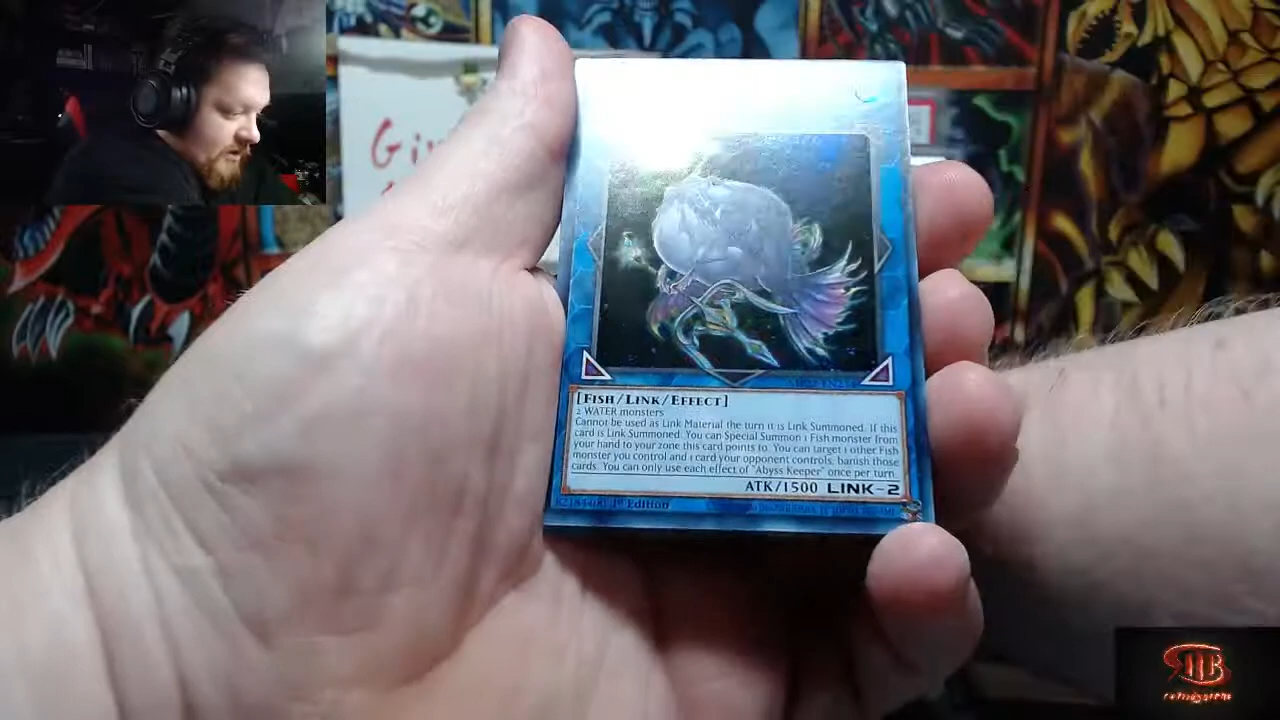 Giv
[FISH/LINK/EFFECT]
2 WATER monsters
Cannot be used as Link Material the turn it is Link Summoned. If this
card is Link Summoned: You can Special Summon 1 Fish monster from
your hand to your zone this card points to. You can target 1 other Fish
monster you control and 1 card your opponent controls; banish those
cards. You can only use each effect of "Abyss Keeper" once per turn.
ATK/1500 LINK-2
1st Edition